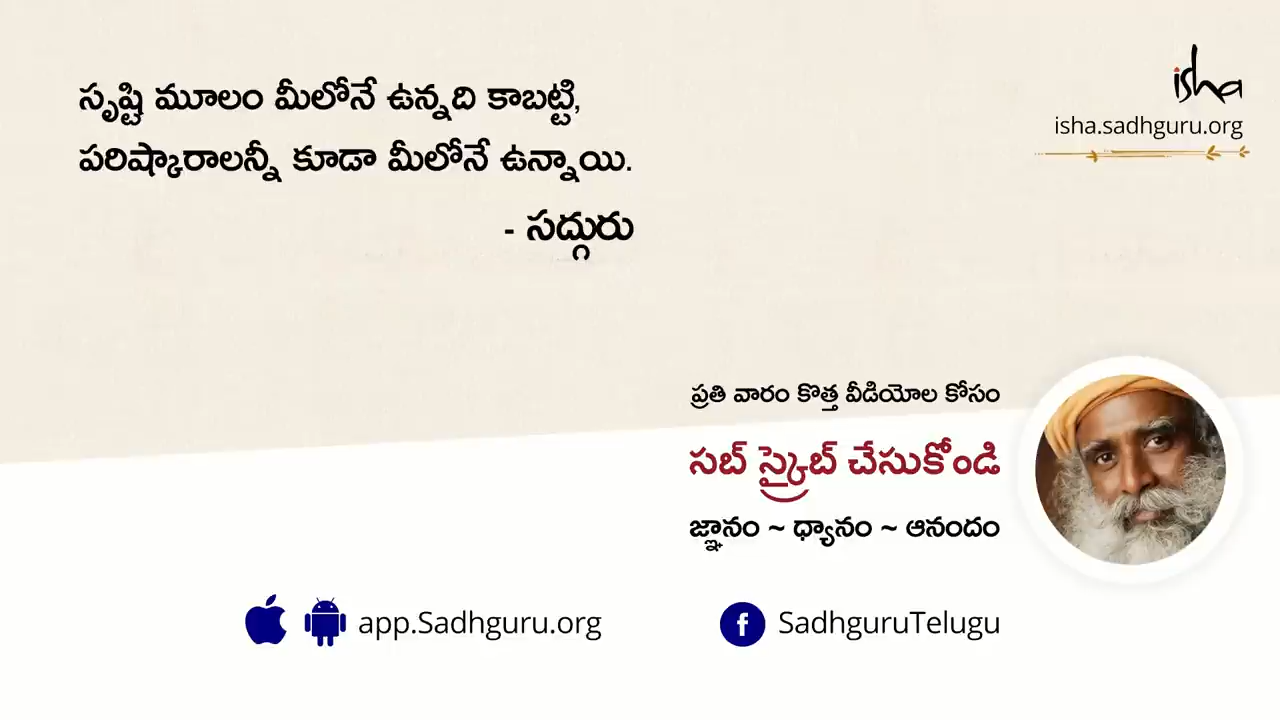 సృష్టి మూలం మీలోనే ఉన్నది కాబట్టి,
పరిష్కారాలన్నీ కూడా మీలోనే ఉన్నాయి.
- సద్గురు
isha
isha.sadhguru.org
ప్రతి వారం కొత్త వీడియోల కోసం
సబ్ స్క్రైబ్ చేసుకోండి
జ్ఞానం ~ ధ్యానం ~ ఆనందం
app.Sadhguru.org
SadhguruTelugu